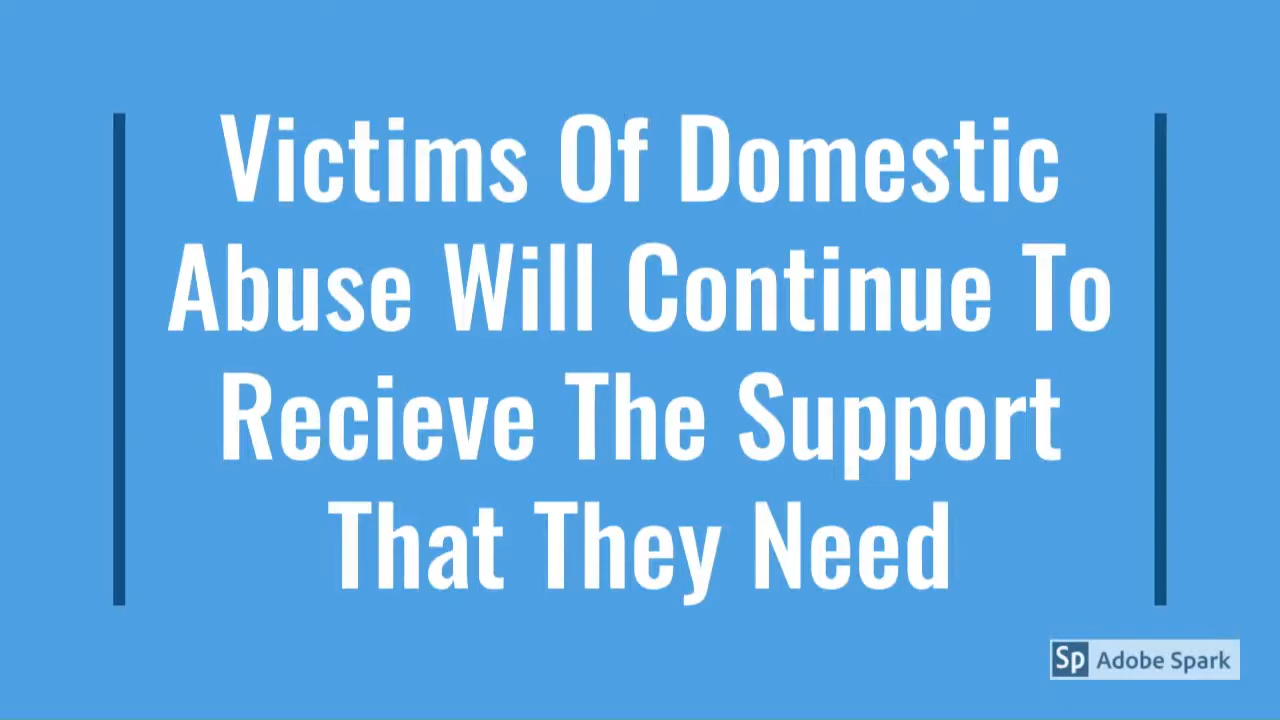 Victims Of Domestic
Abuse Will Continue To
Recieve The Support
That They Need
Sp Adobe Spark